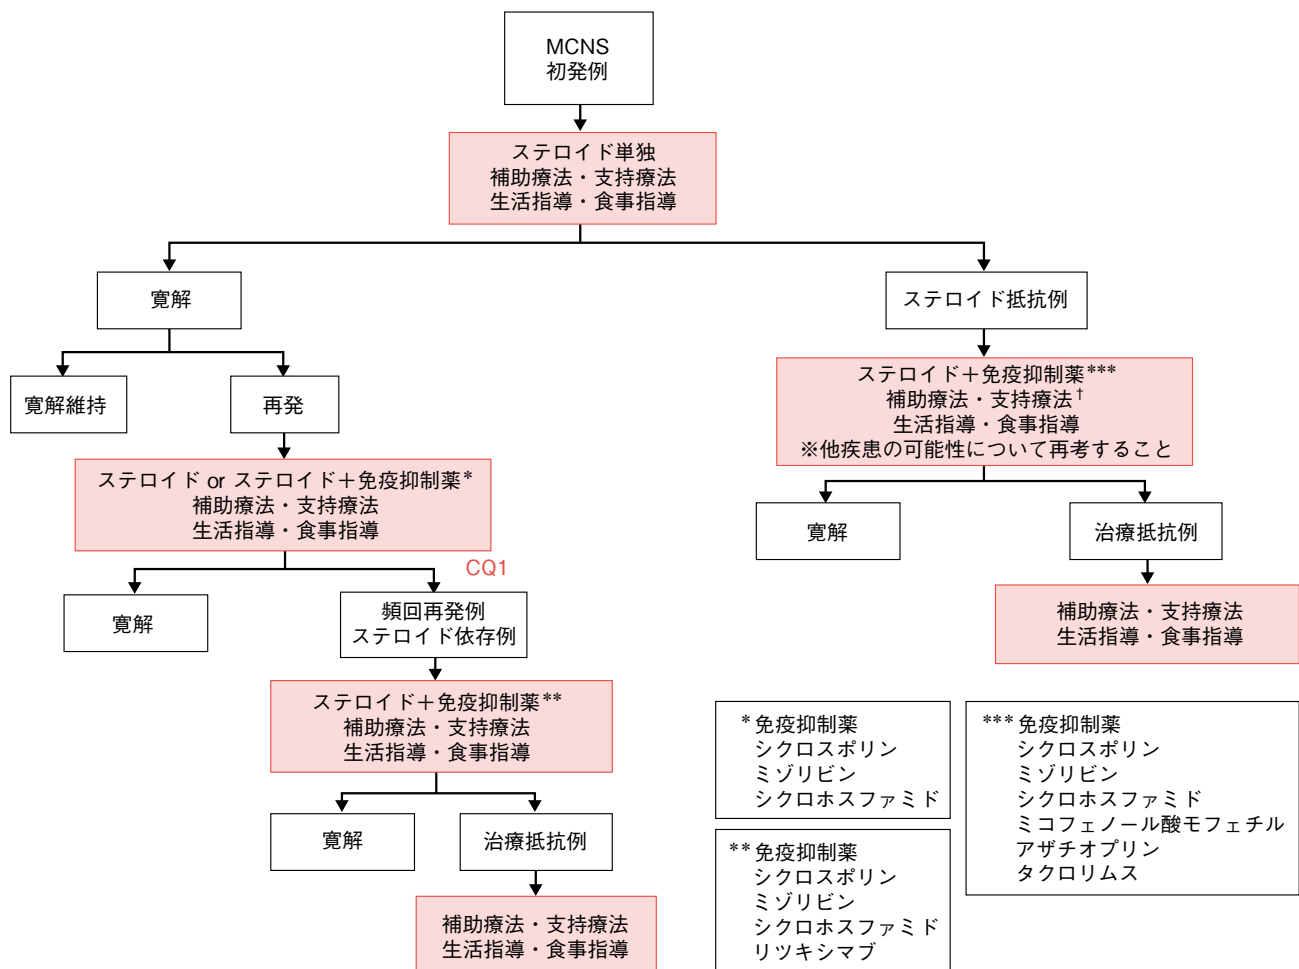 MCNS
初発例
ステロイド単独
補助療法・支持療法
生活指導・食事指導
寛解
ステロイド抵抗例
寛解維持
再発
ステロイド+免疫抑制薬***
補助療法・支持療法†
生活指導・食事指導
※他疾患の可能性について再考すること
ステロイド or ステロイド+免疫抑制薬*
補助療法・支持療法
生活指導・食事指導
寛解
治療抵抗例
CQ1
寛解
頻回再発例
ステロイド依存例
補助療法・支持療法
生活指導・食事指導
ステロイド+免疫抑制薬**
補助療法・支持療法
生活指導・食事指導
寛解
治療抵抗例
補助療法・支持療法
生活指導・食事指導
*免疫抑制薬
シクロスポリン
ミゾリビン
シクロホスファミド
**免疫抑制薬
シクロスポリン
ミゾリビン
シクロホスファミド
リツキシマブ
***免疫抑制薬
シクロスポリン
ミゾリビン
シクロホスファミド
ミコフェノール酸モフェチル
アザチオプリン
タクロリムス